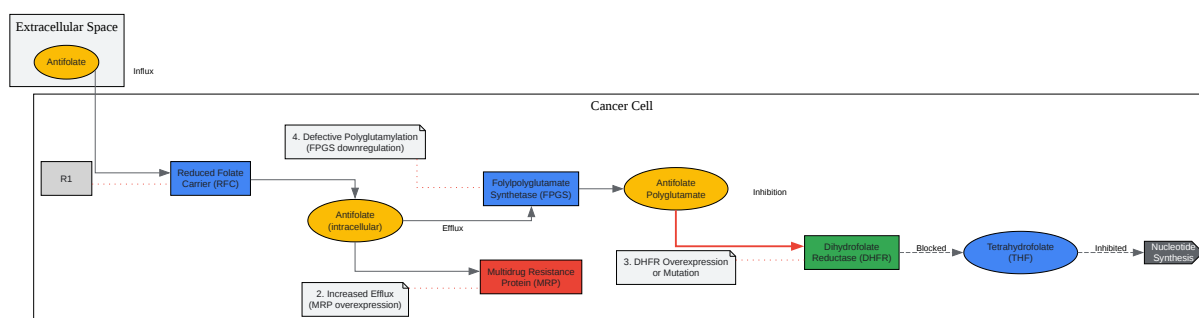 Extracellular Space
Antifolate
Influx
Cancer Cell
4. Defective Polyglutamylation
(FPGS downregulation)
R1
Reduced Folate
Carrier (RFC)
Folylpolyglutamate
Synthetase (FPGS)
Antifolate
Polyglutamate
Inhibition
Antifolate
(intracellular)
Efflux
Dihydrofolate
Reductase (DHFR)
Blocked
Tetrahydrofolate
(THF)
Inhibited
Nucleotide
Synthesis
3. DHFR Overexpression
or Mutation
Multidrug Resistance
Protein (MRP)
2. Increased Efflux
(MRP overexpression)